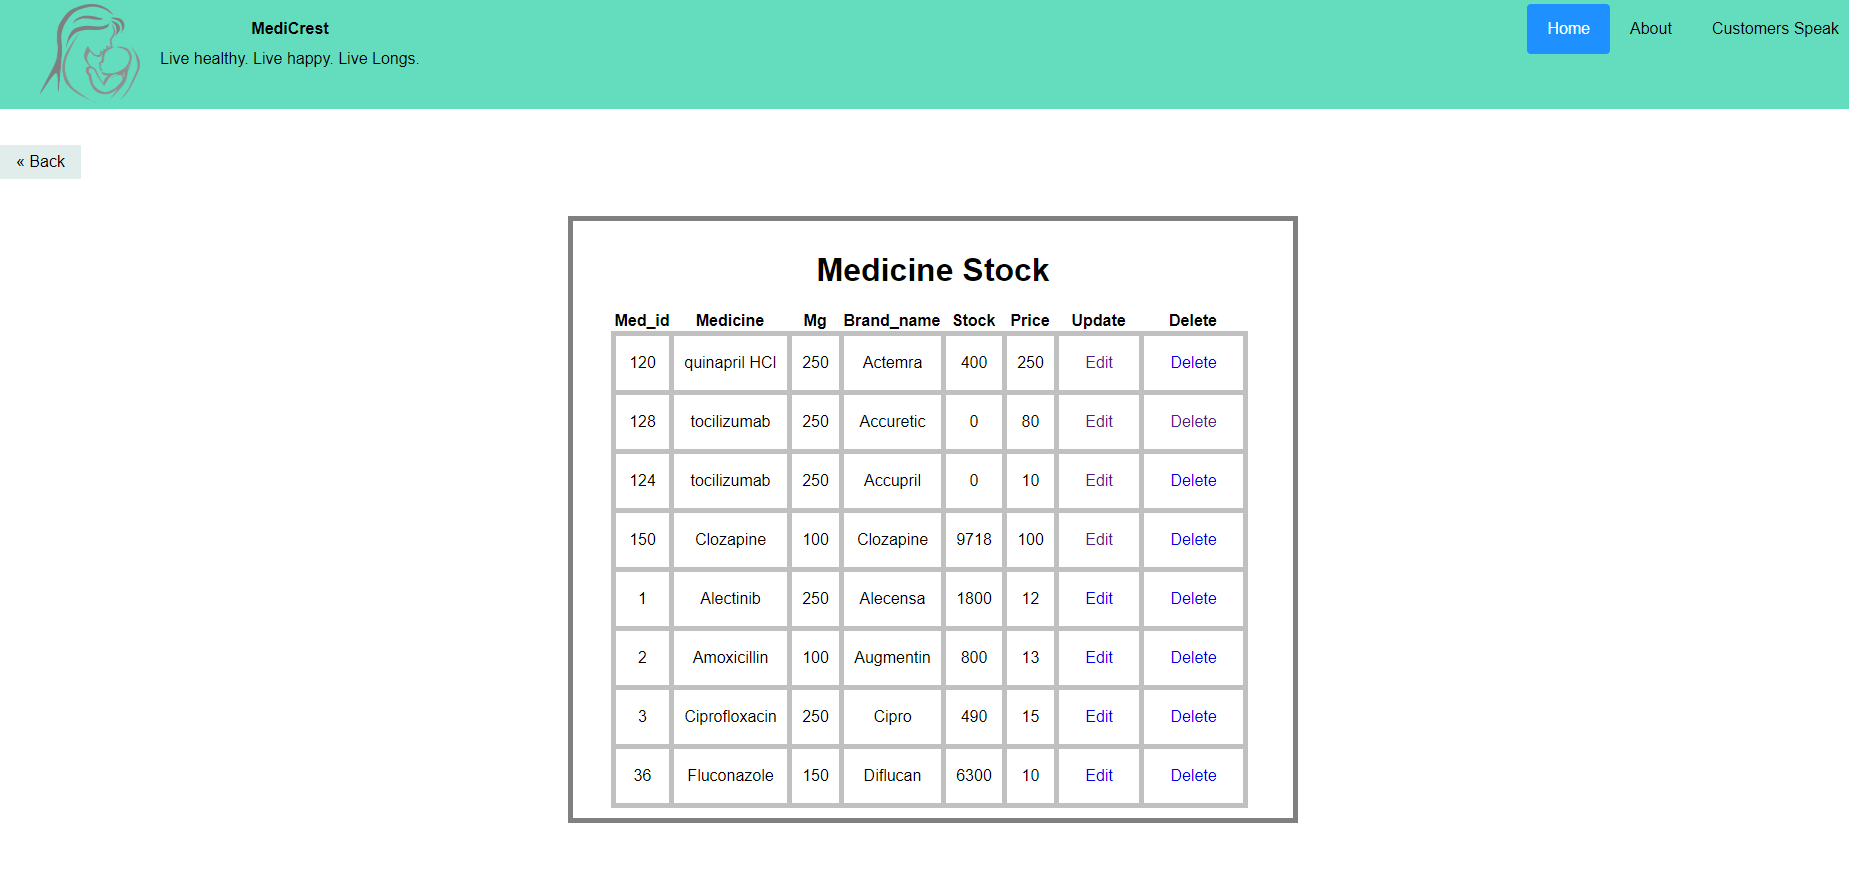 MediCrest
Live healthy. Live happy. Live Longs.
Home About Customers Speak
« Back
Medicine Stock
Med_id Medicine Mg Brand_name Stock Price Update Delete
120 quinapril HCl 250 Actemra 400 250 Edit Delete
128 tocilizumab 250 Accuretic 0 80 Edit Delete
124 tocilizumab 250 Accupril 0 10 Edit Delete
150 Clozapine 100 Clozapine 9718 100 Edit Delete
1 Alectinib 250 Alecensa 1800 12 Edit Delete
2 Amoxicillin 100 Augmentin 800 13 Edit Delete
3 Ciprofloxacin 250 Cipro 490 15 Edit Delete
36 Fluconazole 150 Diflucan 6300 10 Edit Delete